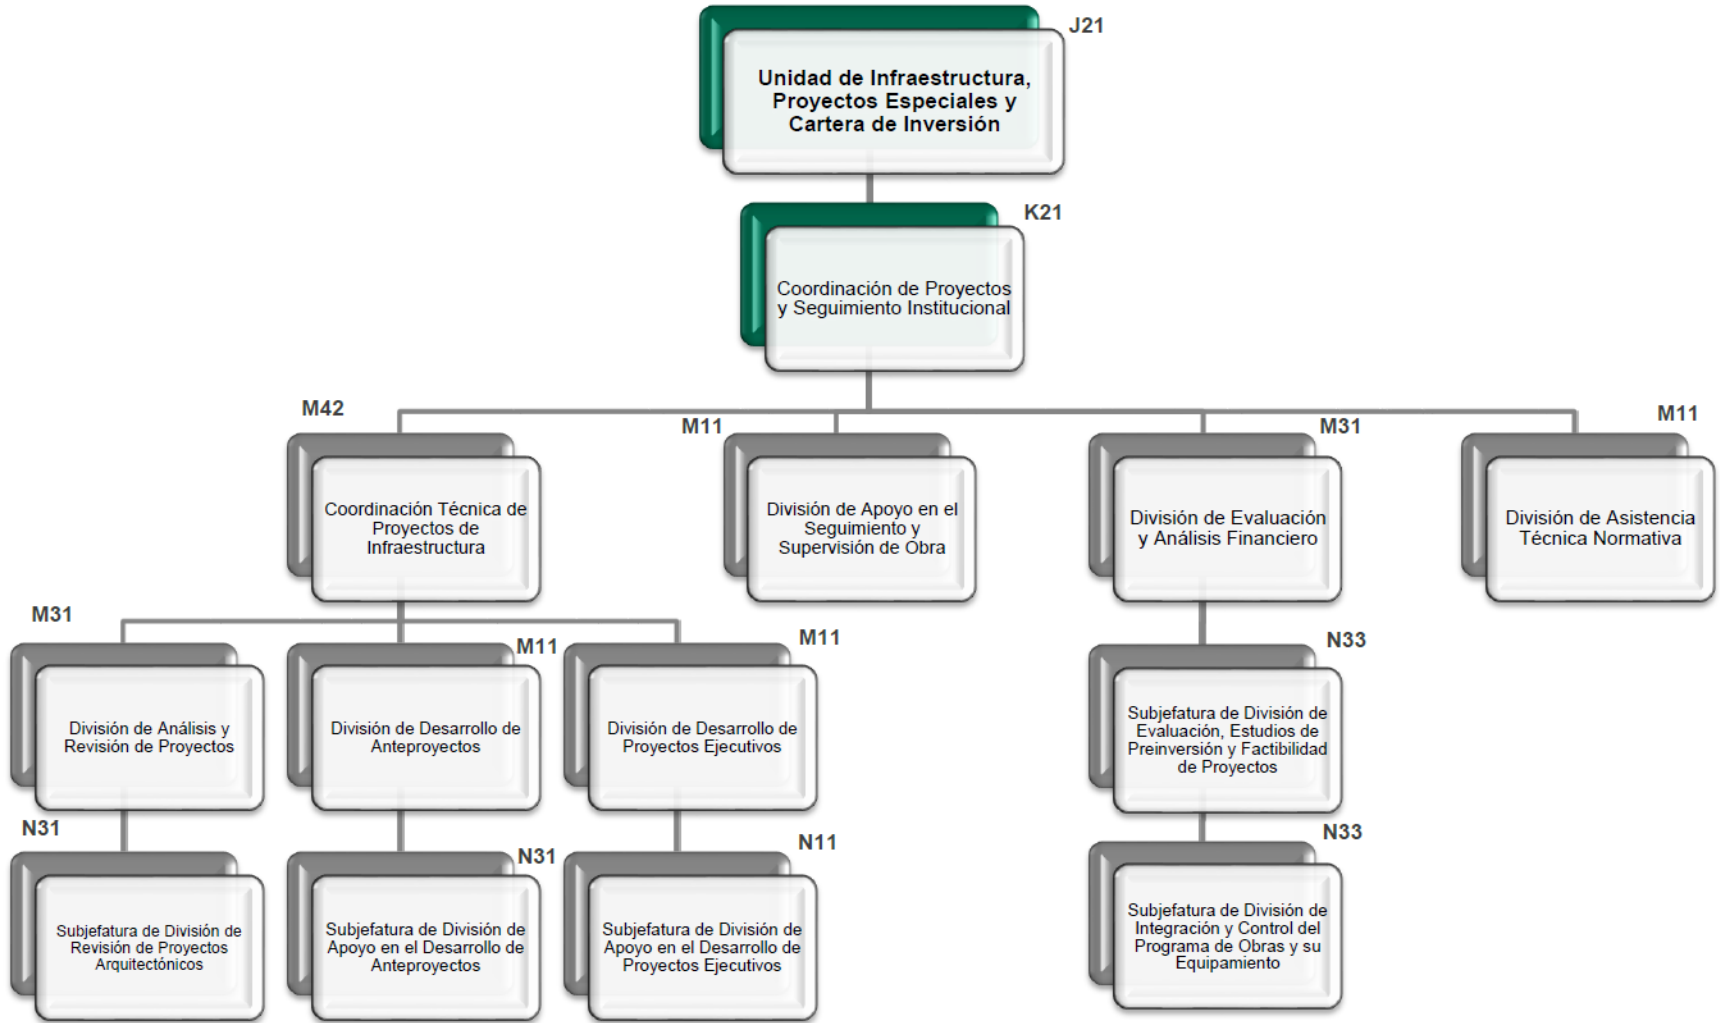 J21
Unidad de Infraestructura,
Proyectos Especiales y
Cartera de Inversión
K21
Coordinación de Proyectos
y Seguimiento Institucional
M42
Coordinación Técnica de
Proyectos de
Infraestructura
M11
División de Apoyo en el
Seguimiento y
Supervisión de Obra
M31
División de Evaluación
y Análisis Financiero
M11
División de Asistencia
Técnica Normativa
M31
División de Análisis y
Revisión de Proyectos
M11
División de Desarrollo de
Anteproyectos
M11
División de Desarrollo de
Proyectos Ejecutivos
N33
Subjefatura de División de
Evaluación, Estudios de
Preinversión y Factibilidad
de Proyectos
N31
Subjefatura de División de
Revisión de Proyectos
Arquitectónicos
N31
Subjefatura de División de
Apoyo en el Desarrollo de
Anteproyectos
N11
Subjefatura de División de
Apoyo en el Desarrollo de
Proyectos Ejecutivos
N33
Subjefatura de División de
Integración y Control del
Programa de Obras y su
Equipamiento